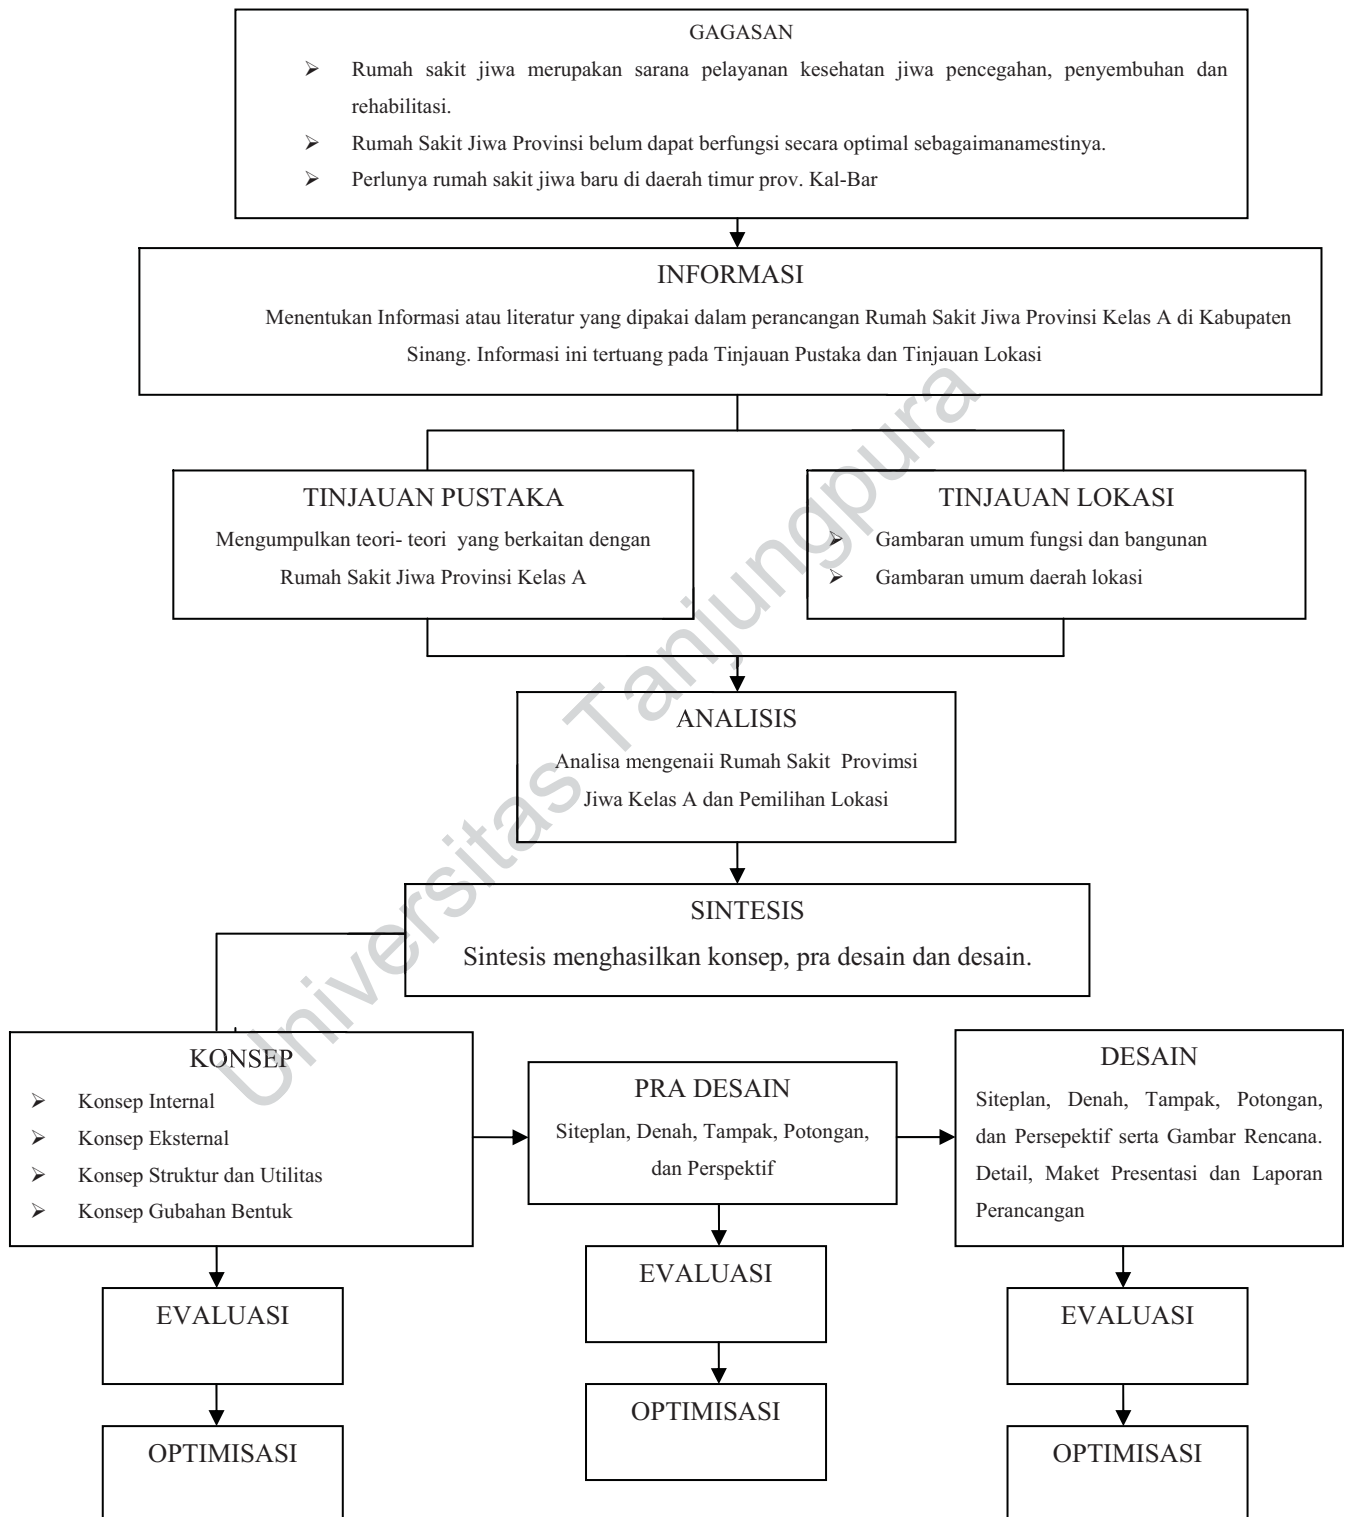 GAGASAN
➢ Rumah sakit jiwa merupakan sarana pelayanan kesehatan jiwa pencegahan, penyembuhan dan
rehabilitasi.
➢ Rumah Sakit Jiwa Provinsi belum dapat berfungsi secara optimal sebagaimanamestinya.
➢ Perlunya rumah sakit jiwa baru di daerah timur prov. Kal-Bar
INFORMASI
Menentukan Informasi atau literatur yang dipakai dalam perancangan Rumah Sakit Jiwa Provinsi Kelas A di Kabupaten
Sinang. Informasi ini tertuang pada Tinjauan Pustaka dan Tinjauan Lokasi
TINJAUAN PUSTAKA
Mengumpulkan teori- teori yang berkaitan dengan
Rumah Sakit Jiwa Provinsi Kelas A
TINJAUAN LOKASI
➢ Gambaran umum fungsi dan bangunan
➢ Gambaran umum daerah lokasi
ANALISIS
Analisa mengenaii Rumah Sakit Provimsi
Jiwa Kelas A dan Pemilihan Lokasi
SINTESIS
Sintesis menghasilkan konsep, pra desain dan desain.
KONSEP
➢ Konsep Internal
➢ Konsep Eksternal
➢ Konsep Struktur dan Utilitas
➢ Konsep Gubahan Bentuk
PRA DESAIN
Siteplan, Denah, Tampak, Potongan,
dan Perspektif
DESAIN
Siteplan, Denah, Tampak, Potongan,
dan Persepektif serta Gambar Rencana.
Detail, Maket Presentasi dan Laporan
Perancangan
EVALUASI
OPTIMISASI
EVALUASI
OPTIMISASI
EVALUASI
OPTIMISASI
Universitas Tanjungpura